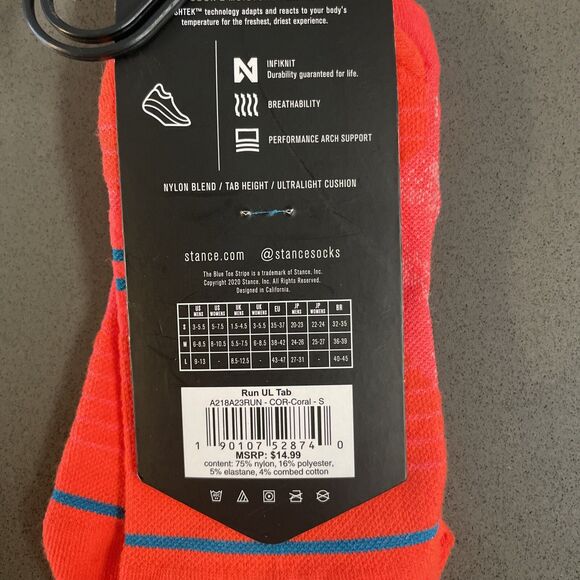 TEK™ technology adapts and reacts to your body's
temperature for the freshest, driest experience.
INFIKNIT
Durability guaranteed for life.
BREATHABILITY
PERFORMANCE ARCH SUPPORT
NYLON BLEND / TAB HEIGHT / ULTRALIGHT CUSHION
stance.com @stancesocks
The Blue Toe Stripe is a trademark of Stance, Inc.
Copyright 2020 Stance, Inc.
Designed in California.
US MENS US WOMENS UK MENS UK WOMENS EU JP MENS JP WOMENS BR
S 3-5.5 5-7.5 1.5-4.5 3-5.5 35-37 20-23 22-24 32-35
M 6-8.5 8-10.5 5.5-7.5 6-8.5 38-42 24-26 25-27 36-39
L 9-13 - 8.5-12.5 - 43-47 27-31 - 40-45
Run UL Tab
A218A23RUN - COR-Coral - S
1 90107 52874 0
MSRP: $14.99
content: 75% nylon, 16% polyester,
5% elastane, 4% combed cotton